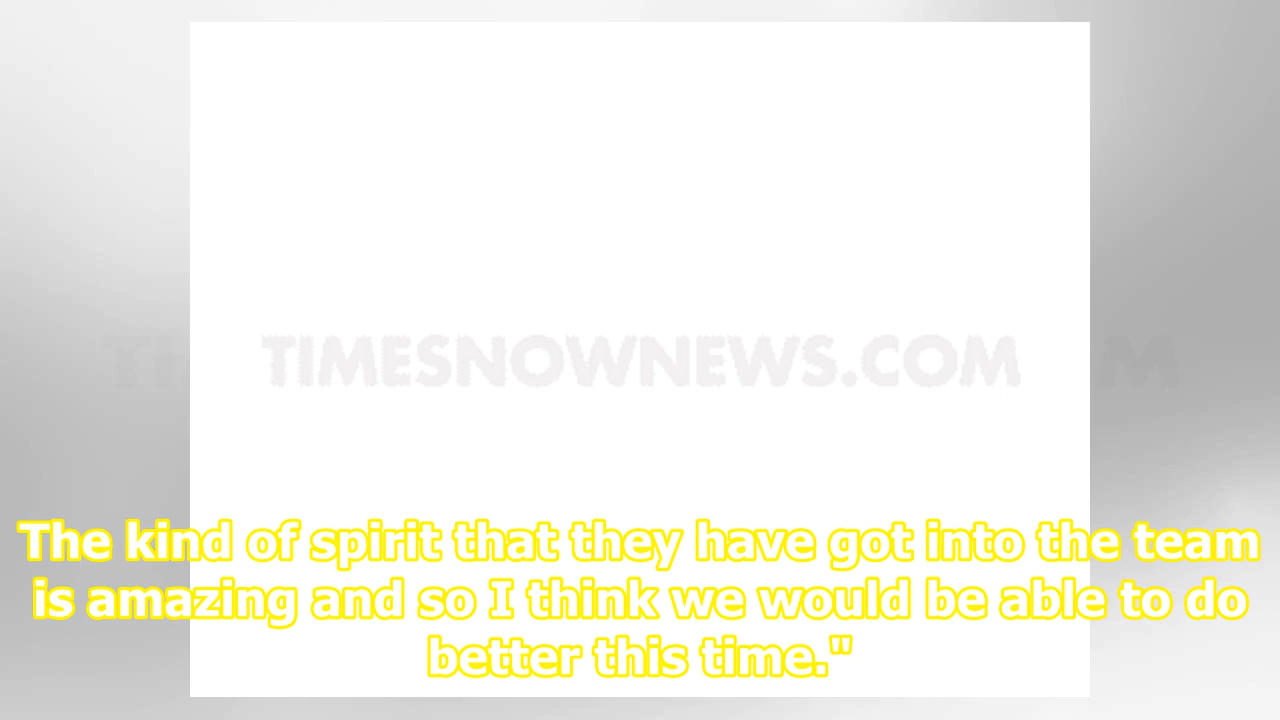 TIMESNOWNEWS.COM
The kind of spirit that they have got into the team
is amazing and so I think we would be able to do
better this time."